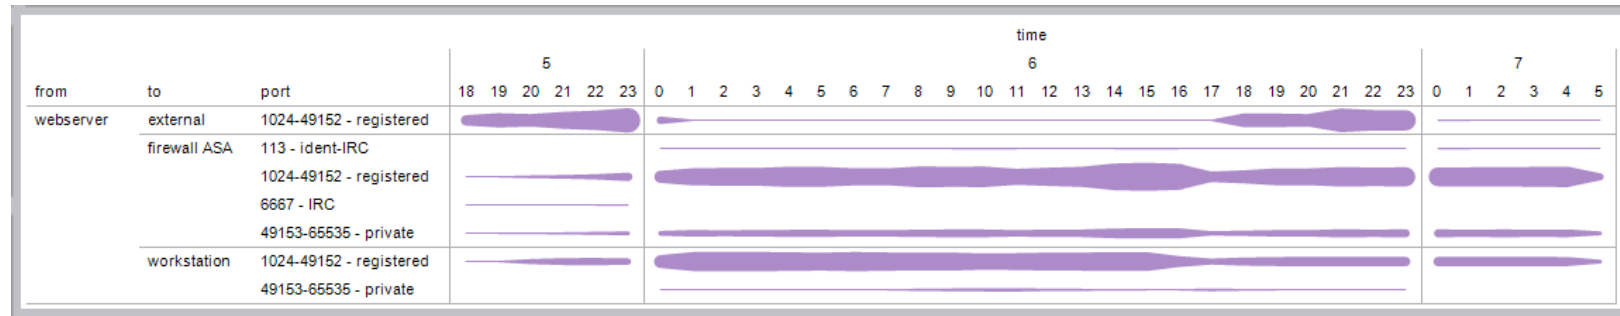 time
5 6 7
from to port 18 19 20 21 22 23 0 1 2 3 4 5 6 7 8 9 10 11 12 13 14 15 16 17 18 19 20 21 22 23 0 1 2 3 4 5
webserver external 1024-49152 - registered
firewall ASA 113 - ident-IRC
1024-49152 - registered
6667 - IRC
49153-65535 - private
workstation 1024-49152 - registered
49153-65535 - private